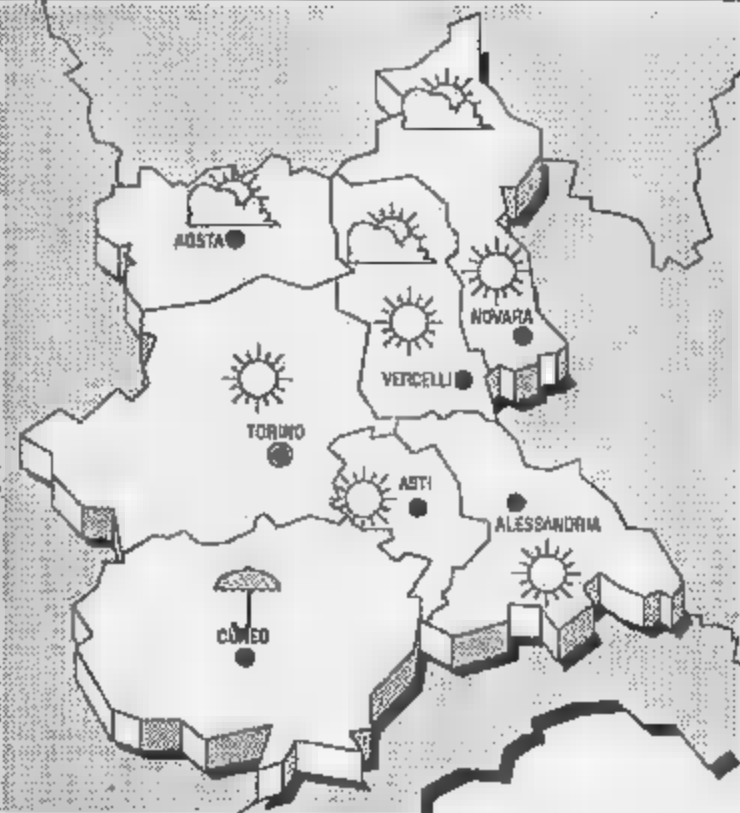 AOSTA
NOVARA
VERCELLI
TORINO
ASTI
ALESSANDRIA
CUNEO